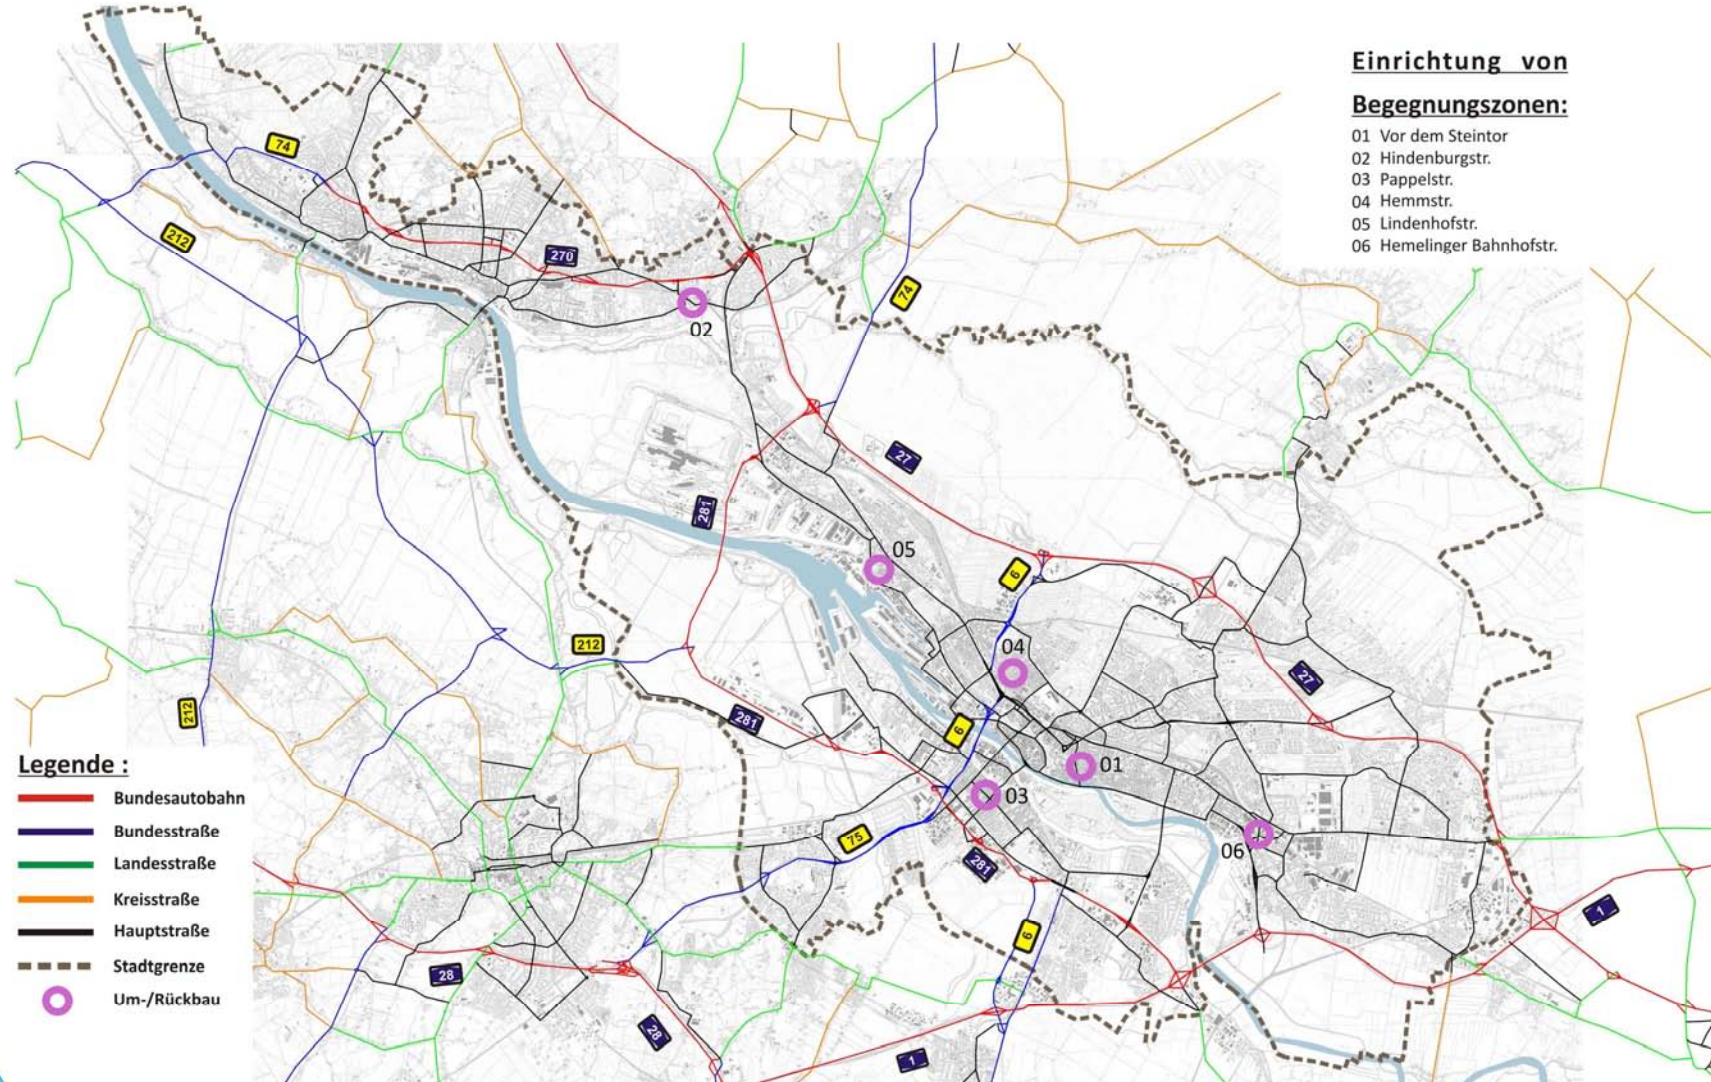 Einrichtung von
Begegnungszonen:
01 Vor dem Steintor
02 Hindenburgstr.
03 Pappelstr.
04 Hemmstr.
05 Lindenhofstr.
06 Hemelinger Bahnhofstr.
74
212
270
02
74
27
281
05
6
04
212
27
212
281
6
01
03
75
06
281
6
1
28
28
1
Legende :
Bundesautobahn
Bundesstraße
Landesstraße
Kreisstraße
Hauptstraße
Stadtgrenze
Um-/Rückbau